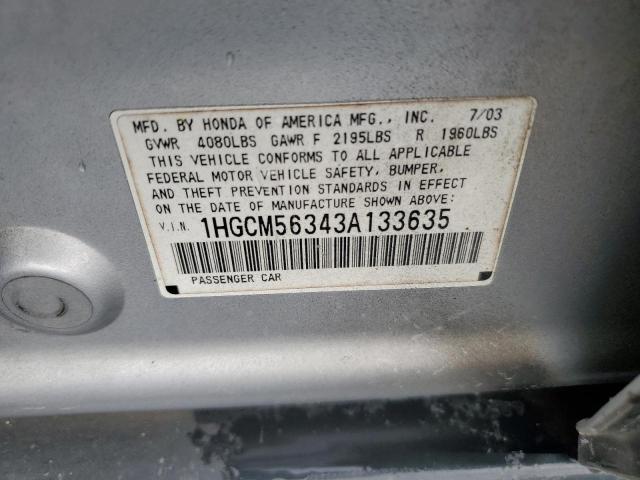 MFD. BY HONDA OF AMERICA MFG., INC. 7/03
GVWR 4080LBS GAWR F 2195LBS R 1960LBS
THIS VEHICLE CONFORMS TO ALL APPLICABLE
FEDERAL MOTOR VEHICLE SAFETY, BUMPER,
AND THEFT PREVENTION STANDARDS IN EFFECT
ON THE DATE OF MANUFACTURE SHOWN ABOVE:
V.I.N. 1HGCM56343A133635
PASSENGER CAR